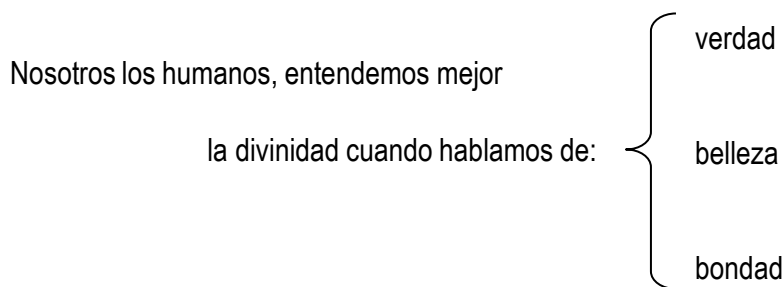 verdad
Nosotros los humanos, entendemos mejor
la divinidad cuando hablamos de:
belleza
bondad